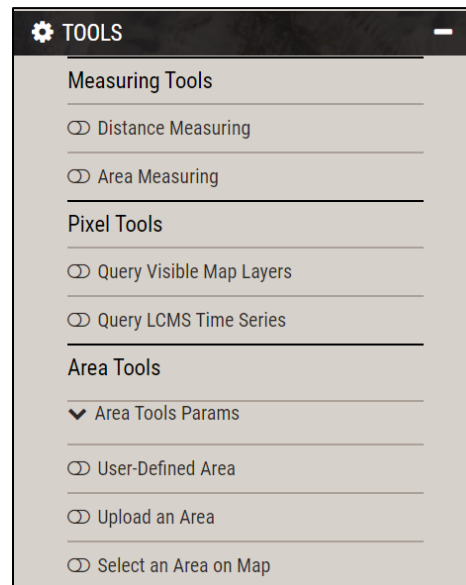 TOOLS
Measuring Tools
Distance Measuring
Area Measuring
Pixel Tools
Query Visible Map Layers
Query LCMS Time Series
Area Tools
Area Tools Params
User-Defined Area
Upload an Area
Select an Area on Map